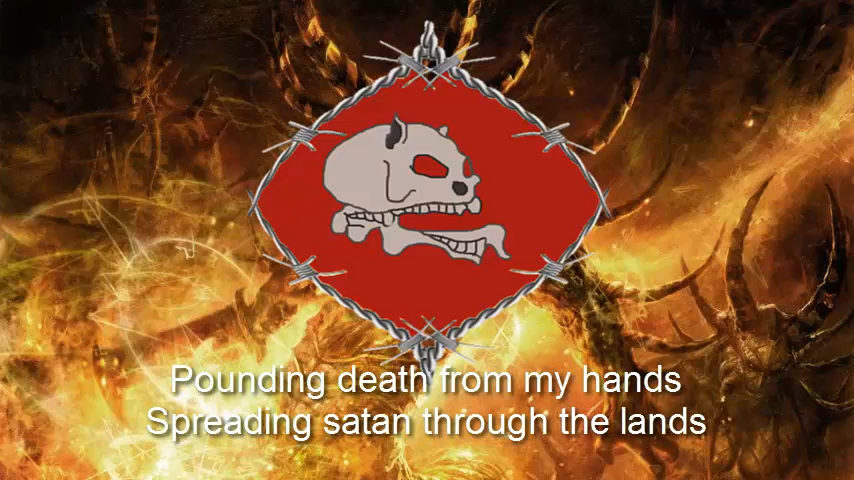 Pounding death from my hands
Spreading satan through the lands